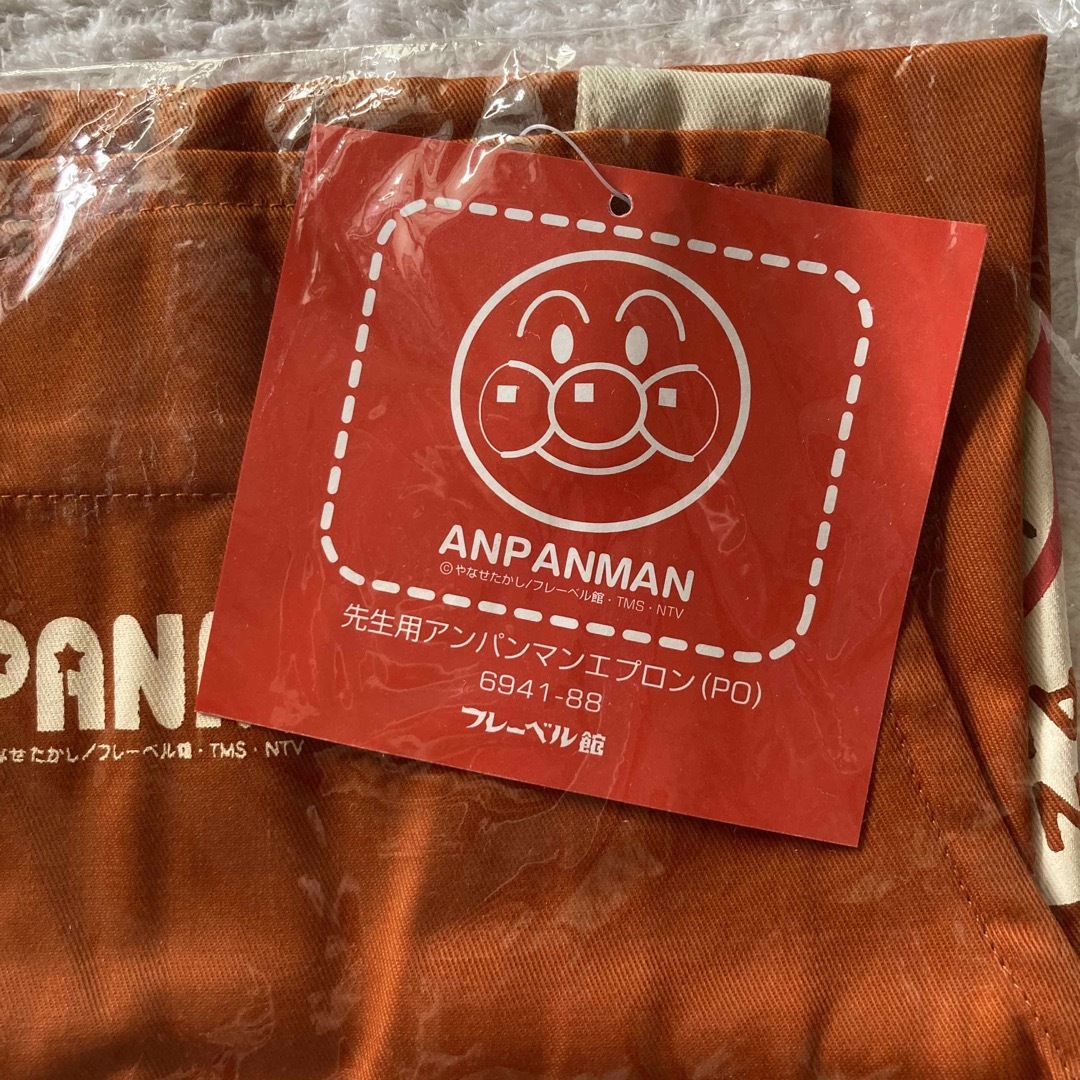 ANPANMAN
©やなせたかし/フレーベル館・TMS・NTV
先生用アンパンマンエプロン(PO)
6941-88
フレーベル館
PAN
なせたかし/フレーベル館・TMS・NTV